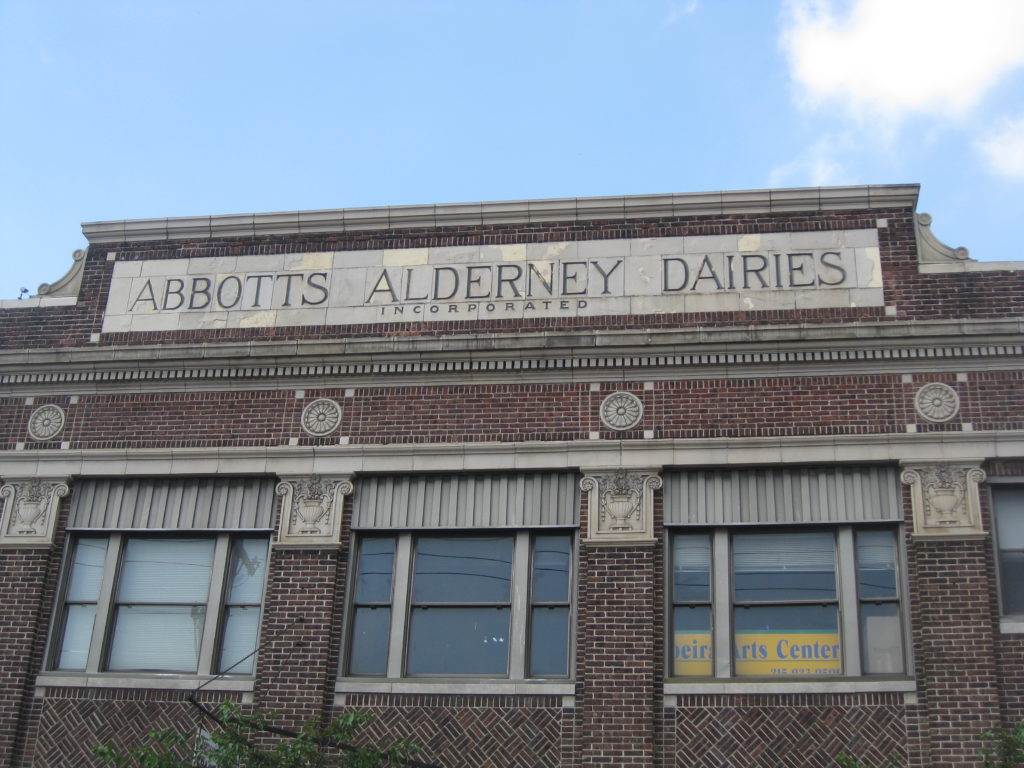 ABBOTTS ALDERNEY DAIRIES
INCORPORATED
Arts Center